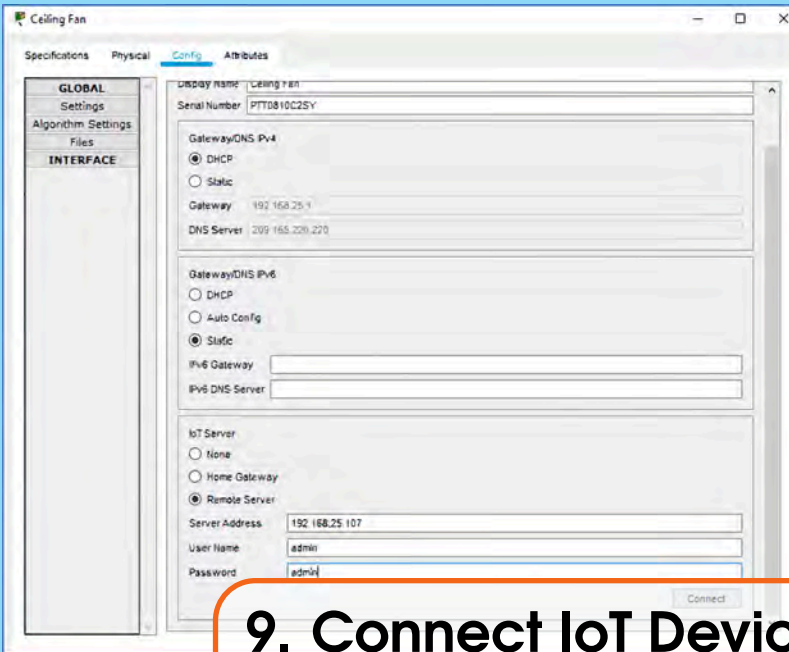 Ceiling Fan
Specifications Physical Config Attributes
GLOBAL
Settings
Algorithm Settings
Files
INTERFACE
Display Name Ceiling Fan
Serial Number PTT0810C2SY
Gateway/DNS IPv4
DHCP
Static
Gateway 192.168.25.1
DNS Server 209.165.220.220
Gateway/DNS IPv6
DHCP
Auto Config
Static
IPv6 Gateway
IPv6 DNS Server
IoT Server
None
Home Gateway
Remote Server
Server Address 192.168.25.107
User Name admin
Password admin
Connect
9. Connect IoT Devic